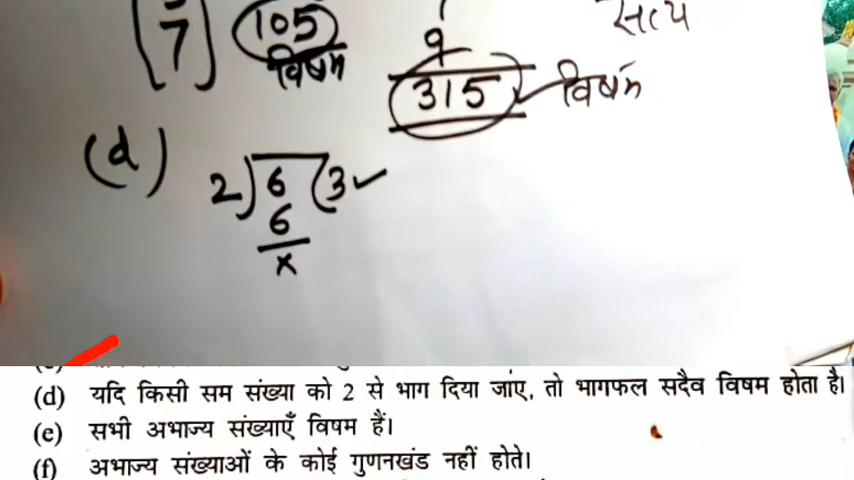 सत्य
7 105
विषम
9
315 विषम
(d)
2)6(3✓
6
×
(d) यदि किसी सम संख्या को 2 से भाग दिया जांए, तो भागफल सदैव विषम होता है।
(e) सभी अभाज्य संख्याएँ विषम हैं।
(f) अभाज्य संख्याओं के कोई गुणनखंड नहीं होते।